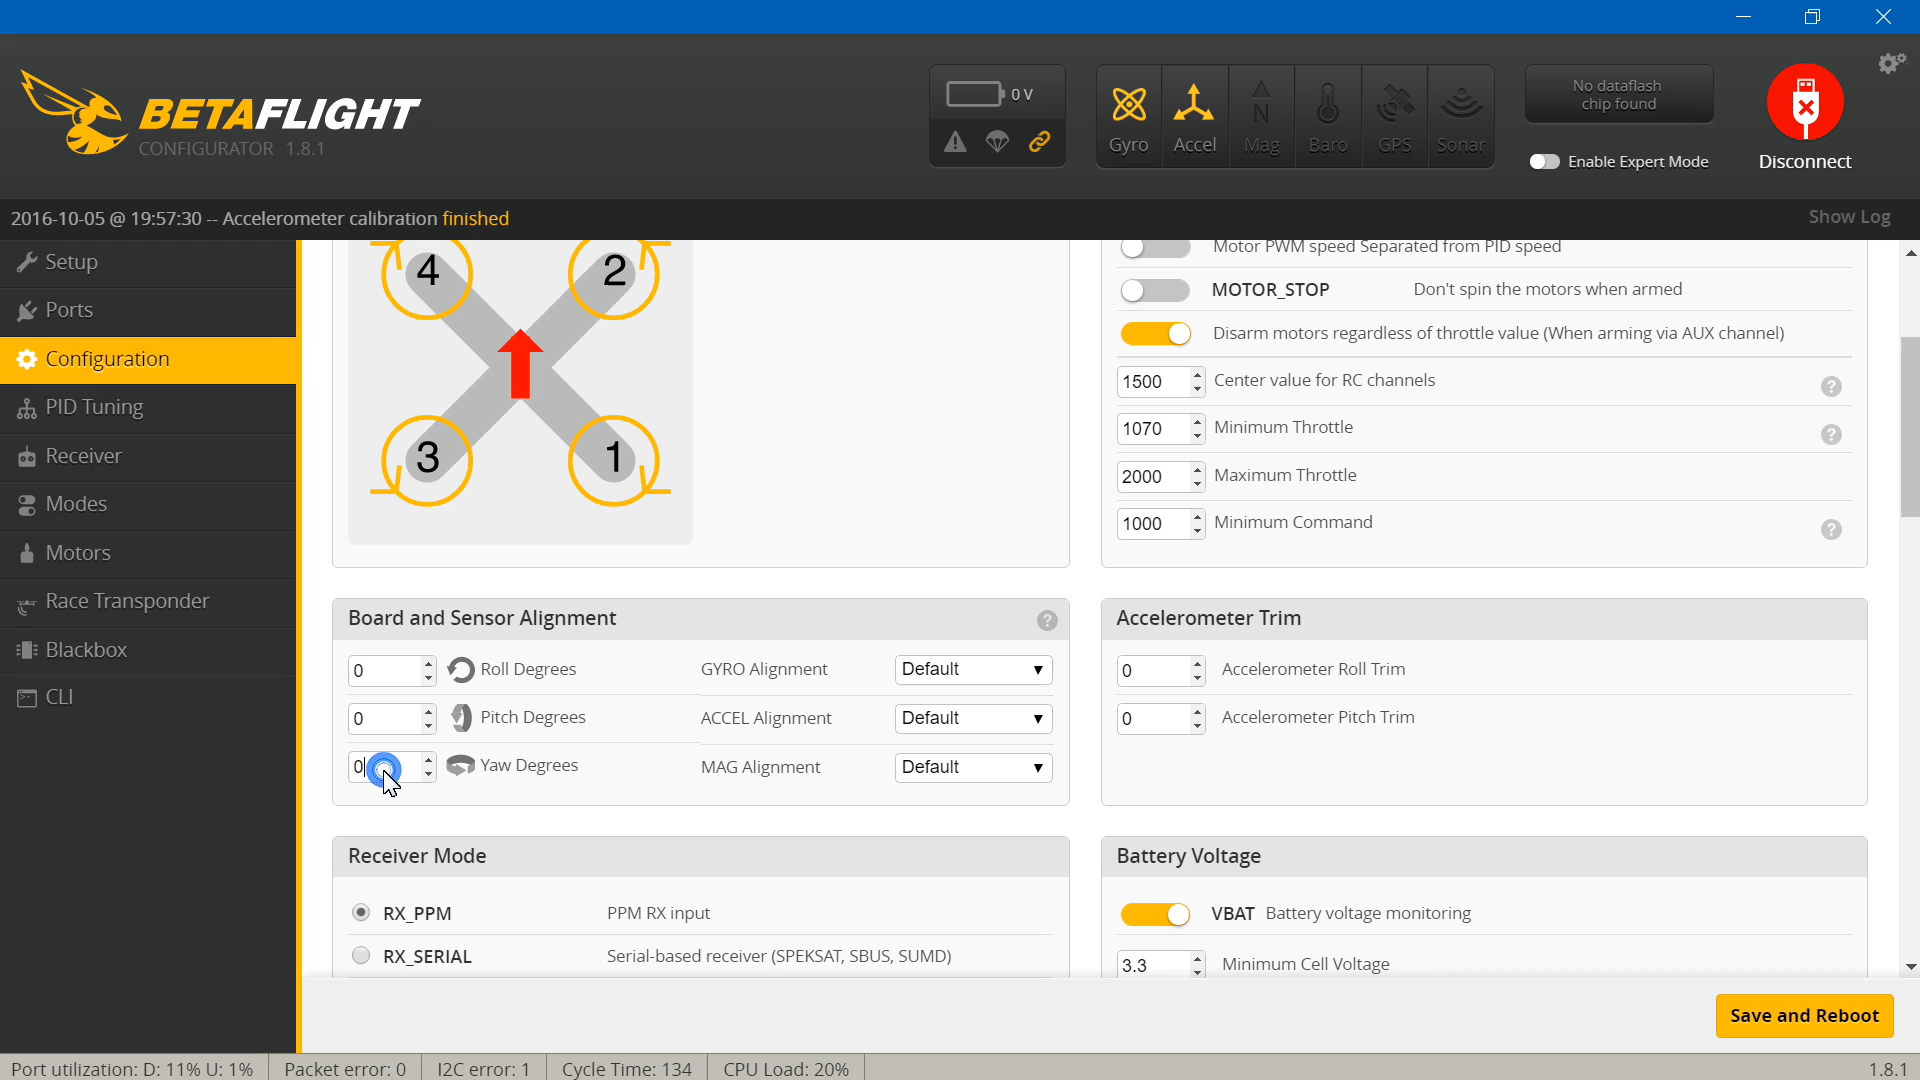 BETAFLIGHT
CONFIGURATOR 1.8.1
0 V
Gyro
Accel
Mag
Baro
GPS
Sonar
No dataflash
chip found
Enable Expert Mode
Disconnect
2016-10-05 @ 19:57:30 -- Accelerometer calibration finished
Show Log
Setup
Ports
Configuration
PID Tuning
Receiver
Modes
Motors
Race Transponder
Blackbox
CLI
4
2
3
1
Motor PWM speed Separated from PID speed
MOTOR_STOP Don't spin the motors when armed
Disarm motors regardless of throttle value (When arming via AUX channel)
1500 Center value for RC channels ?
1070 Minimum Throttle ?
2000 Maximum Throttle
1000 Minimum Command ?
Board and Sensor Alignment ?
0 Roll Degrees GYRO Alignment Default
0 Pitch Degrees ACCEL Alignment Default
0 Yaw Degrees MAG Alignment Default
Accelerometer Trim
0 Accelerometer Roll Trim
0 Accelerometer Pitch Trim
Receiver Mode
RX_PPM PPM RX input
RX_SERIAL Serial-based receiver (SPEKSAT, SBUS, SUMD)
Battery Voltage
VBAT Battery voltage monitoring
3.3 Minimum Cell Voltage
Save and Reboot
Port utilization: D: 11% U: 1% Packet error: 0 I2C error: 1 Cycle Time: 134 CPU Load: 20% 1.8.1